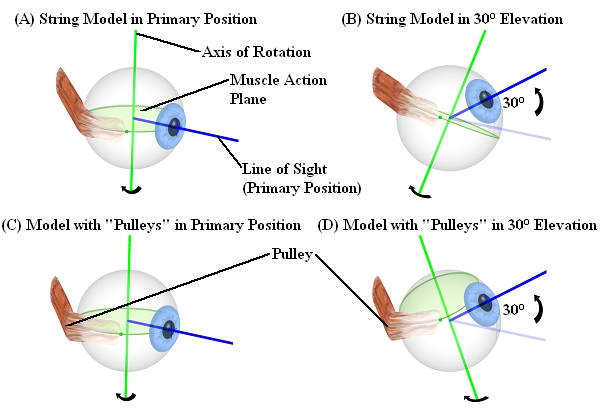 (A) String Model in Primary Position
(B) String Model in 30° Elevation
Axis of Rotation
Muscle Action
Plane
30°
Line of Sight
(Primary Position)
(C) Model with "Pulleys" in Primary Position
(D) Model with "Pulleys" in 30° Elevation
Pulley
30°